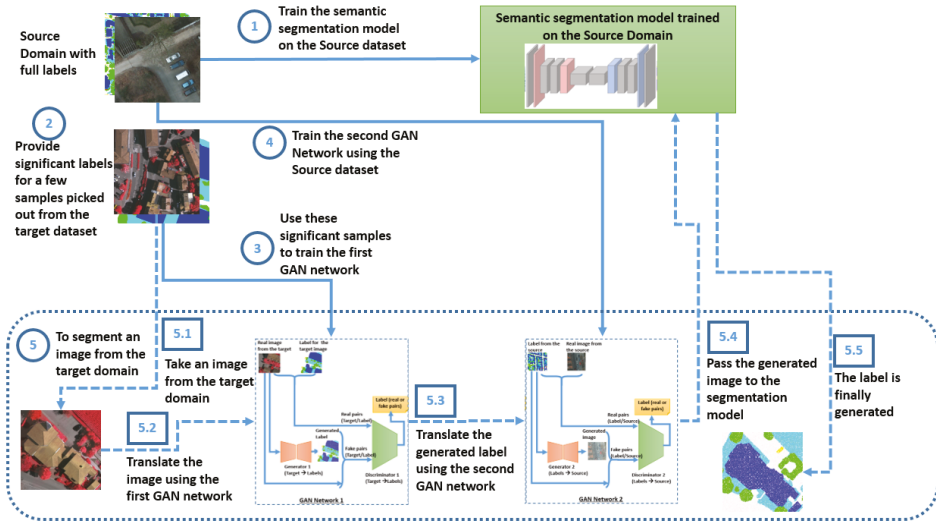 Source
Domain with
full labels
1
Train the semantic
segmentation model
on the Source dataset
Semantic segmentation model trained
on the Source Domain
2
Provide
significant labels
for a few
samples picked
out from the
target dataset
4
Train the second GAN
Network using the
Source dataset
3
Use these
significant samples
to train the first
GAN network
5
To segment an
image from the
target domain
5.1
Take an image
from the target
domain
5.2
Translate the
image using the
first GAN network
Real image
from the target
Label for the
target image
Label (real or
fake pairs)
Real pairs
(Target/Label)
Generated
Label
Fake pairs
(Target/Label)
Generator 1
(Target → Labels)
Discriminator 1
(Target →Labels)
GAN Network 1
5.3
Translate the
generated label
using the second
GAN network
Label from the
source
Real image from
the source
Label (real or
fake pairs)
Real pairs
(Label/Source)
Generated
image
Fake pairs
(Label/Source)
Generator 2
(Labels → Source)
Discriminator 2
(Labels → Source)
GAN Network 2
5.4
Pass the generated
image to the
segmentation
model
5.5
The label is
finally
generated